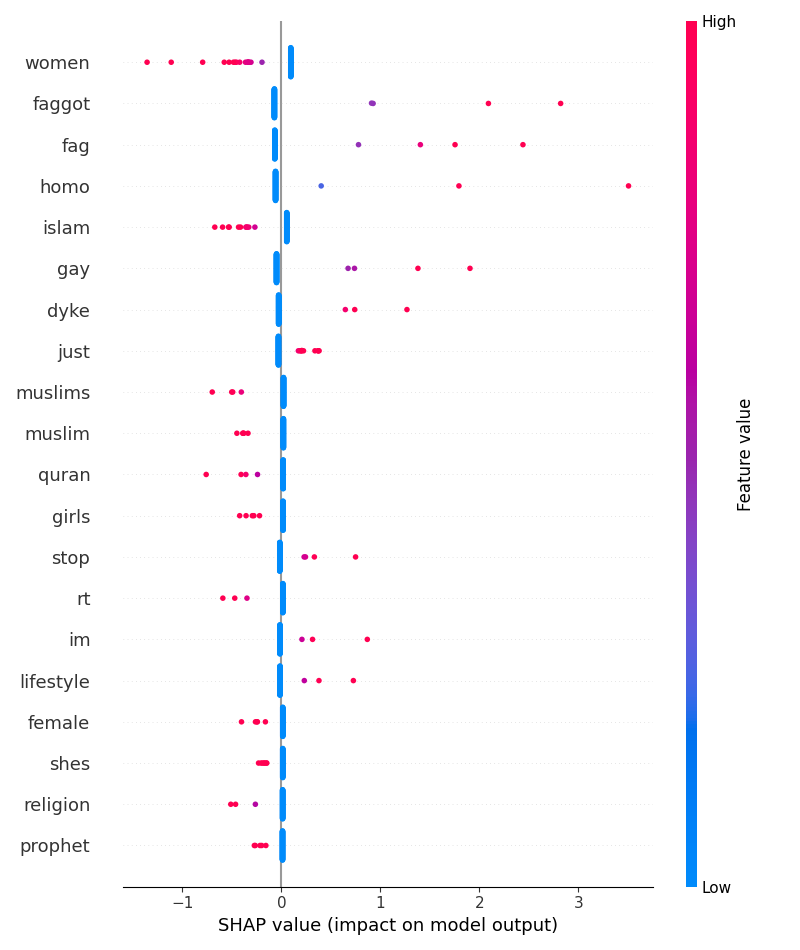 High
women
faggot
fag
homo
islam
gay
dyke
just
muslims
muslim
quran
girls
stop
rt
im
lifestyle
female
shes
religion
prophet
Feature value
Low
−1 0 1 2 3
SHAP value (impact on model output)